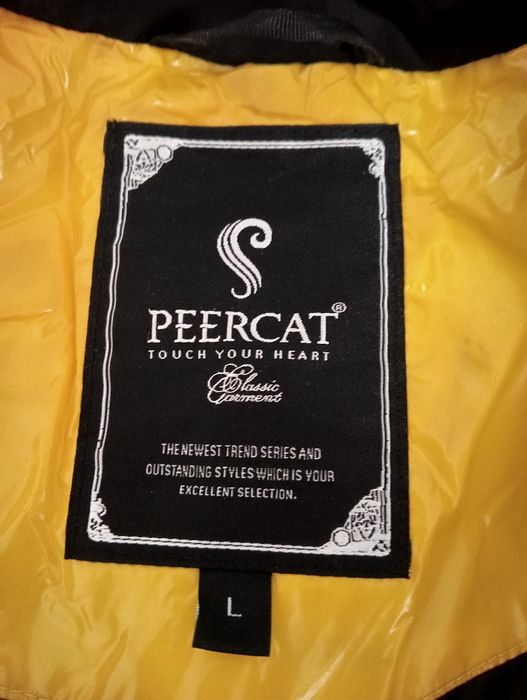 PEERCAT®
TOUCH YOUR HEART
Classic
Garment
THE NEWEST TREND SERIES AND
OUTSTANDING STYLES WHICH IS YOUR
EXCELLENT SELECTION.
L